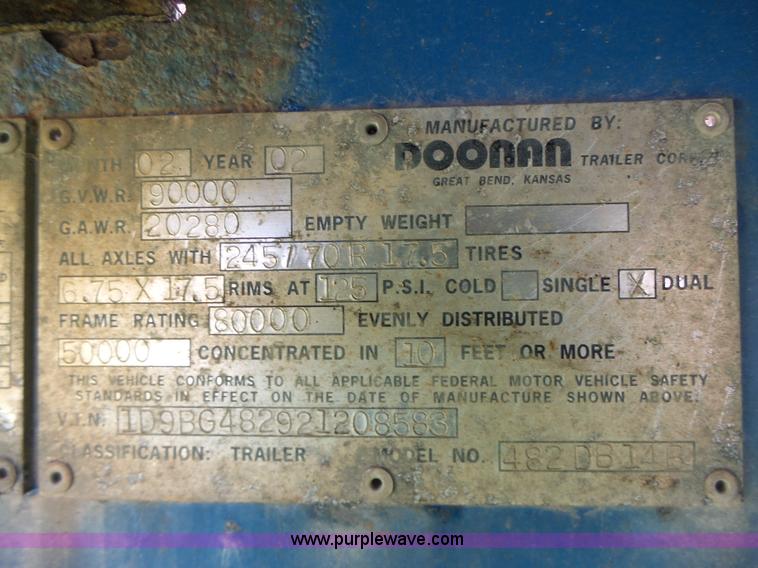 MANUFACTURED BY:
MONTH 02 YEAR 02 DOONAN TRAILER CORP.
GREAT BEND, KANSAS
G.V.W.R. 90000
G.A.W.R. 20280 EMPTY WEIGHT
ALL AXLES WITH 245/70R 17.5 TIRES
6.75 X 17.5 RIMS AT 125 P.S.I. COLD SINGLE X DUAL
FRAME RATING 80000 EVENLY DISTRIBUTED
50000 CONCENTRATED IN 10 FEET OR MORE
THIS VEHICLE CONFORMS TO ALL APPLICABLE FEDERAL MOTOR VEHICLE SAFETY
STANDARDS IN EFFECT ON THE DATE OF MANUFACTURE SHOWN ABOVE.
V.I.N. 1D9BG482921208583
CLASSIFICATION: TRAILER MODEL NO. 482DB14R
www.purplewave.com